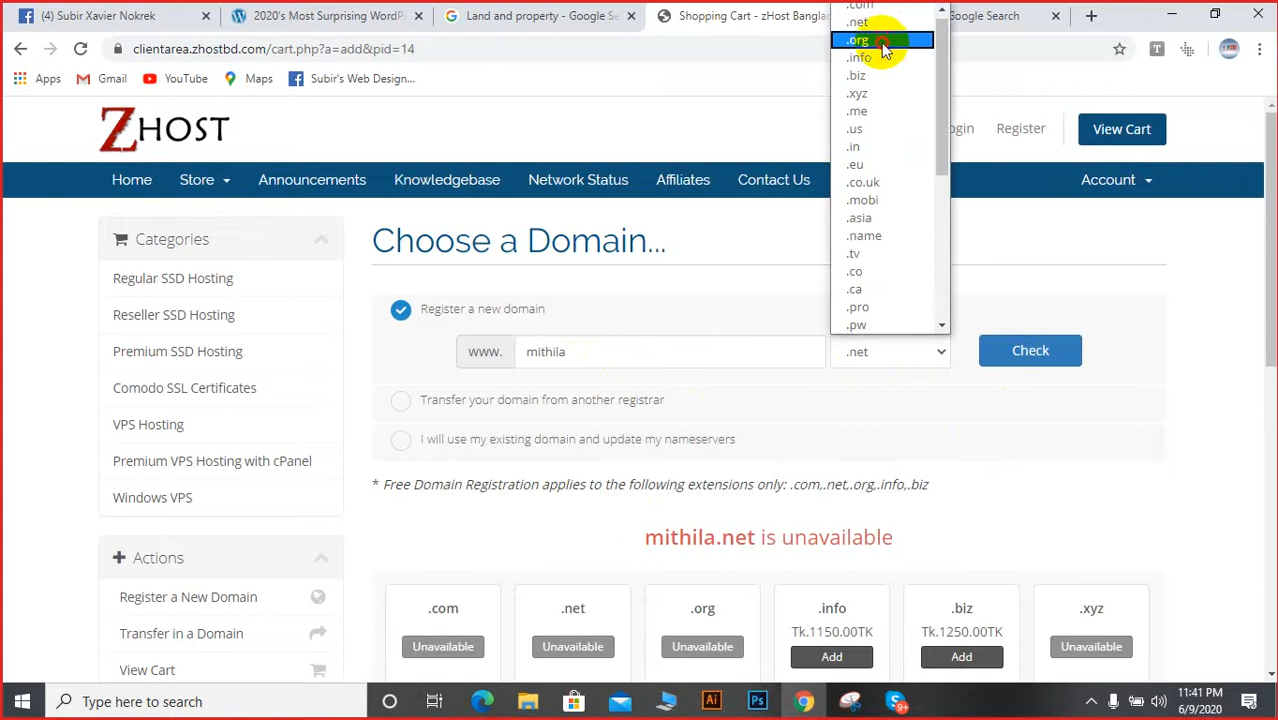 (4) Subir Xavier Nokrek
2020's Most Surprising WordP
Land and property - Google Se
Shopping Cart - zHost Bangla
Google Search
clientarea.zhostbd.com/cart.php?a=add&pid=14
Apps
Gmail
YouTube
Maps
Subir's Web Design...
.com
.net
.org
.info
.biz
.xyz
.me
.us
.in
.eu
.co.uk
.mobi
.asia
.name
.tv
.co
.ca
.pro
.pw
ZHOST
Register
View Cart
Home
Store
Announcements
Knowledgebase
Network Status
Affiliates
Contact Us
Account
Categories
Regular SSD Hosting
Reseller SSD Hosting
Premium SSD Hosting
Comodo SSL Certificates
VPS Hosting
Premium VPS Hosting with cPanel
Windows VPS
Actions
Register a New Domain
Transfer in a Domain
View Cart
Choose a Domain...
Register a new domain
www. mithila .net Check
Transfer your domain from another registrar
I will use my existing domain and update my nameservers
* Free Domain Registration applies to the following extensions only: .com,.net,.org,.info,.biz
mithila.net is unavailable
.com
Unavailable
.net
Unavailable
.org
Unavailable
.info
Tk.1150.00TK
Add
.biz
Tk.1250.00TK
Add
.xyz
Unavailable
Type here to search
Ai
Ps
9+
11:41 PM
6/9/2020